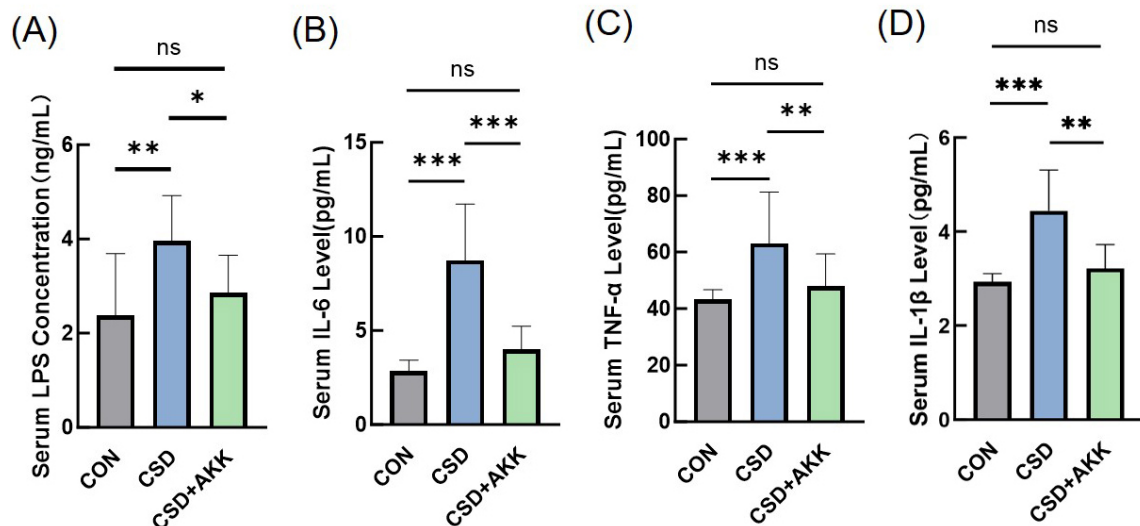 (A)
ns
*
**
Serum LPS Concentration(ng/mL)
6
4
2
0
CON
CSD
CSD+AKK
(B)
ns
***
***
Serum IL-6 Level(pg/mL)
15
10
5
0
CON
CSD
CSD+AKK
(C)
ns
**
***
Serum TNF-α Level(pg/mL)
100
80
60
40
20
0
CON
CSD
CSD+AKK
(D)
ns
***
**
Serum IL-1β Level(pg/mL)
6
4
2
0
CON
CSD
CSD+AKK